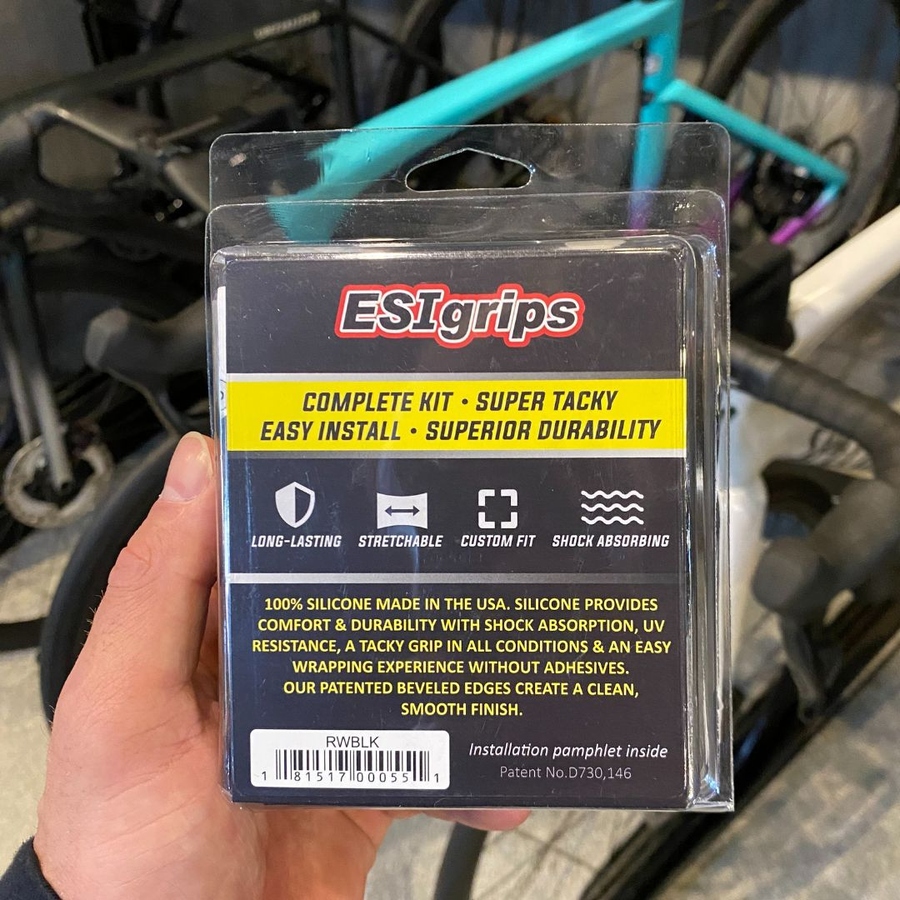 ESIgrips
COMPLETE KIT • SUPER TACKY
EASY INSTALL • SUPERIOR DURABILITY
LONG-LASTING STRETCHABLE CUSTOM FIT SHOCK ABSORBING
100% SILICONE MADE IN THE USA. SILICONE PROVIDES
COMFORT & DURABILITY WITH SHOCK ABSORPTION, UV
RESISTANCE, A TACKY GRIP IN ALL CONDITIONS & AN EASY
WRAPPING EXPERIENCE WITHOUT ADHESIVES.
OUR PATENTED BEVELED EDGES CREATE A CLEAN,
SMOOTH FINISH.
RWBLK
1 81517 00055 1
Installation pamphlet inside
Patent No.D730,146